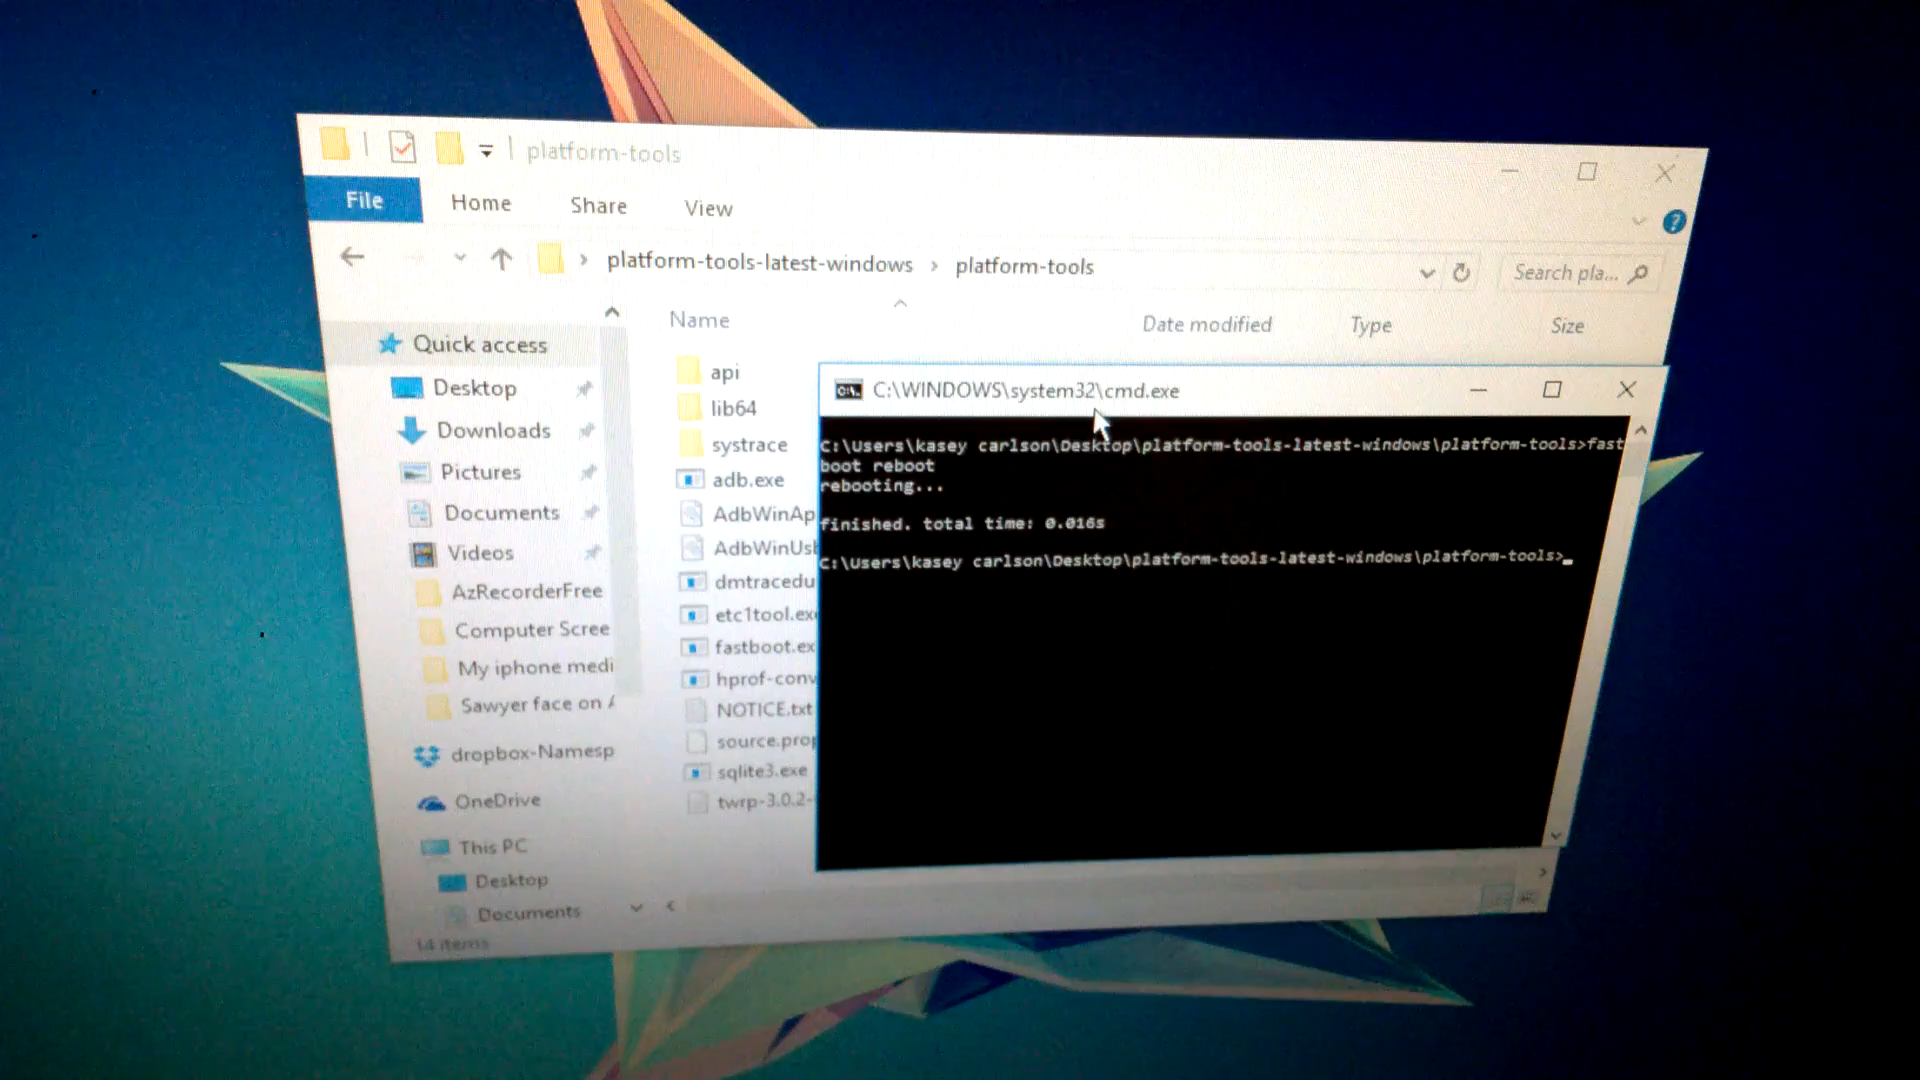 platform-tools
File Home Share View
platform-tools-latest-windows > platform-tools
Search pla...
Name Date modified Type Size
Quick access
Desktop
Downloads
Pictures
Documents
Videos
AzRecorderFree
Computer Scree
My iphone medi
Sawyer face on
dropbox-Namesp
OneDrive
This PC
Desktop
Documents
14 items
api
lib64
systrace
adb.exe
AdbWinAp
AdbWinUsb
dmtracedu
etc1tool.exe
fastboot.ex
hprof-conv
NOTICE.txt
source.prop
sqlite3.exe
twrp-3.0.2-
C:\WINDOWS\system32\cmd.exe
C:\Users\kasey carlson\Desktop\platform-tools-latest-windows\platform-tools>fast
boot reboot
rebooting...
finished. total time: 0.016s
C:\Users\kasey carlson\Desktop\platform-tools-latest-windows\platform-tools>_